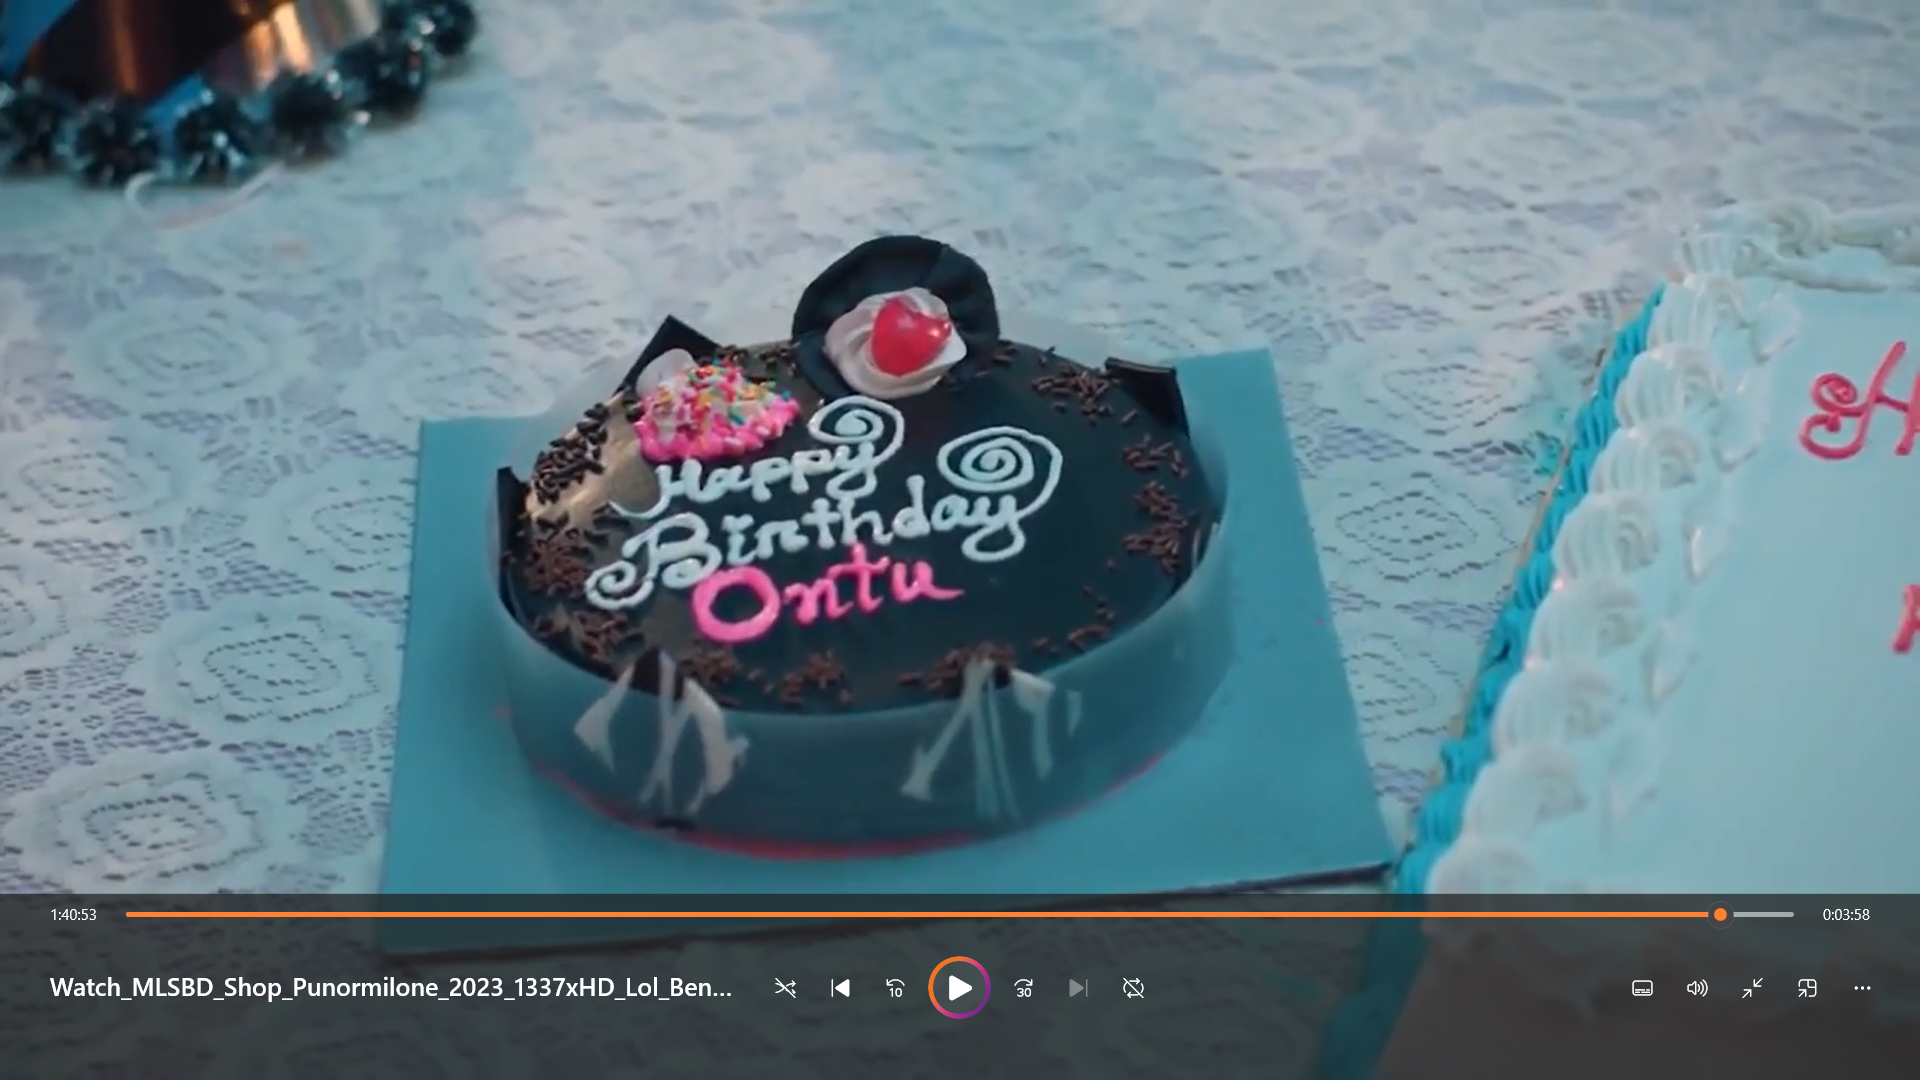 Happy
Birthday
Ontu
H
1:40:53
0:03:58
Watch_MLSBD_Shop_Punormilone_2023_1337xHD_Lol_Ben...
10
30